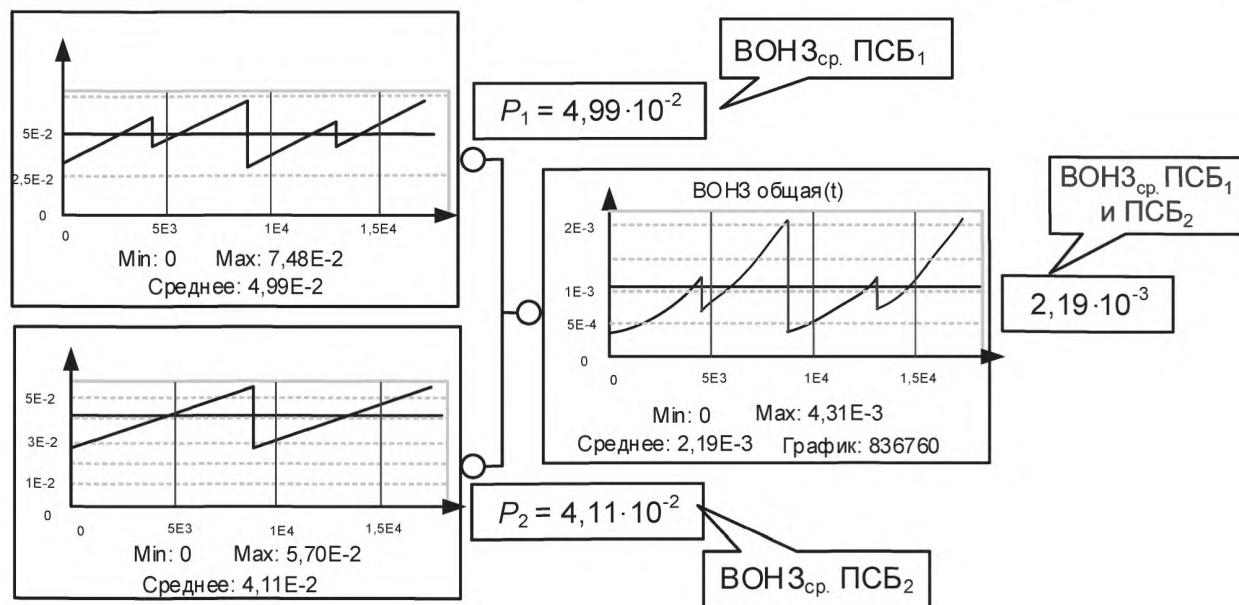 5E-2
2,5E-2
0
0
5E3
1E4
1,5E4
Min: 0 Max: 7,48E-2
Среднее: 4,99E-2
ВОНЗср. ПСБ1
P1 = 4,99·10-2
ВОНЗ общая(t)
2E-3
1E-3
5E-4
0
0
5E3
1E4
1,5E4
Min: 0 Max: 4,31E-3
Среднее: 2,19E-3 График: 836760
ВОНЗср. ПСБ1
и ПСБ2
2,19·10-3
5E-2
3E-2
1E-2
0
0
5E3
1E4
1,5E4
Min: 0 Max: 5,70E-2
Среднее: 4,11E-2
P2 = 4,11·10-2
ВОНЗср. ПСБ2